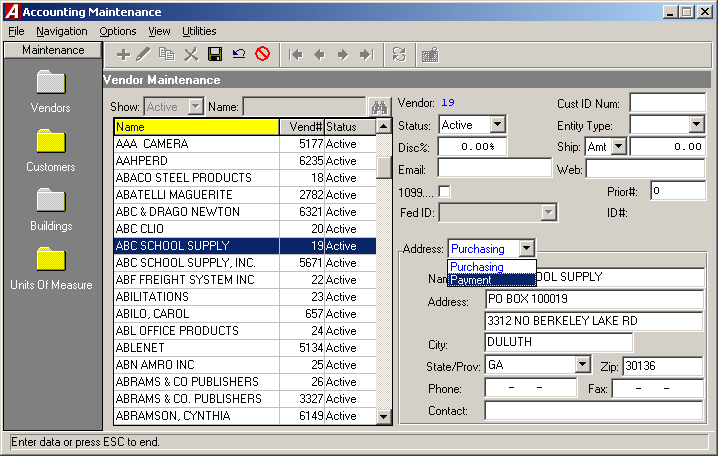 Accounting Maintenance
File Navigation Options View Utilities
Maintenance
Vendors
Customers
Buildings
Units Of Measure
Vendor Maintenance
Show: Active Name:
Name Vend# Status
AAA CAMERA 5177 Active
AAHPERD 6235 Active
ABACO STEEL PRODUCTS 18 Active
ABATELLI MAGUERITE 2782 Active
ABC & DRAGO NEWTON 6321 Active
ABC CLIO 20 Active
ABC SCHOOL SUPPLY 19 Active
ABC SCHOOL SUPPLY, INC. 5671 Active
ABF FREIGHT SYSTEM INC 22 Active
ABILITATIONS 23 Active
ABILO, CAROL 657 Active
ABL OFFICE PRODUCTS 24 Active
ABLENET 5134 Active
ABN AMRO INC 25 Active
ABRAMS & CO PUBLISHERS 26 Active
ABRAMS & CO. PUBLISHERS 3327 Active
ABRAMSON, CYNTHIA 6149 Active
Vendor: 19 Cust ID Num:
Status: Active Entity Type:
Disc%: 0.00% Ship: Amt 0.00
Email: Web:
1099.... Prior#: 0
Fed ID: ID#:
Address: Purchasing
Purchasing
Payment
SUPPLY
Address: PO BOX 100019
3312 NO BERKELEY LAKE RD
City: DULUTH
State/Prov: GA Zip: 30136
Phone: - - Fax: - -
Contact:
Enter data or press ESC to end.